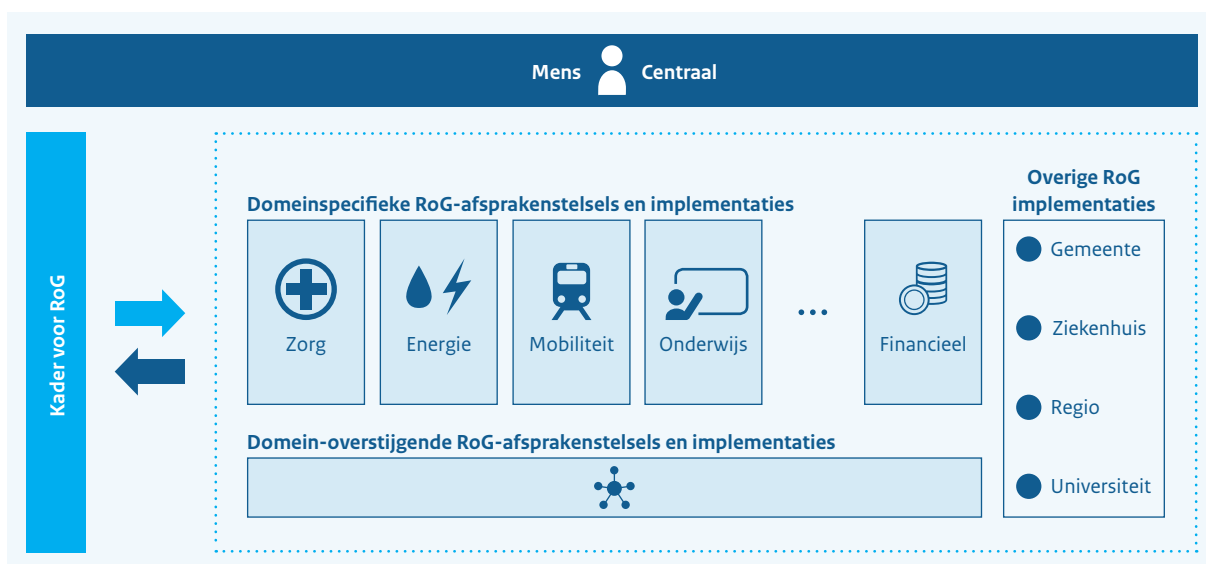 Mens Centraal
Kader voor RoG
Domeinspecifieke RoG-afsprakenstelsels en implementaties
Zorg
Energie
Mobiliteit
Onderwijs
...
Financieel
Domein-overstijgende RoG-afsprakenstelsels en implementaties
Overige RoG
implementaties
Gemeente
Ziekenhuis
Regio
Universiteit